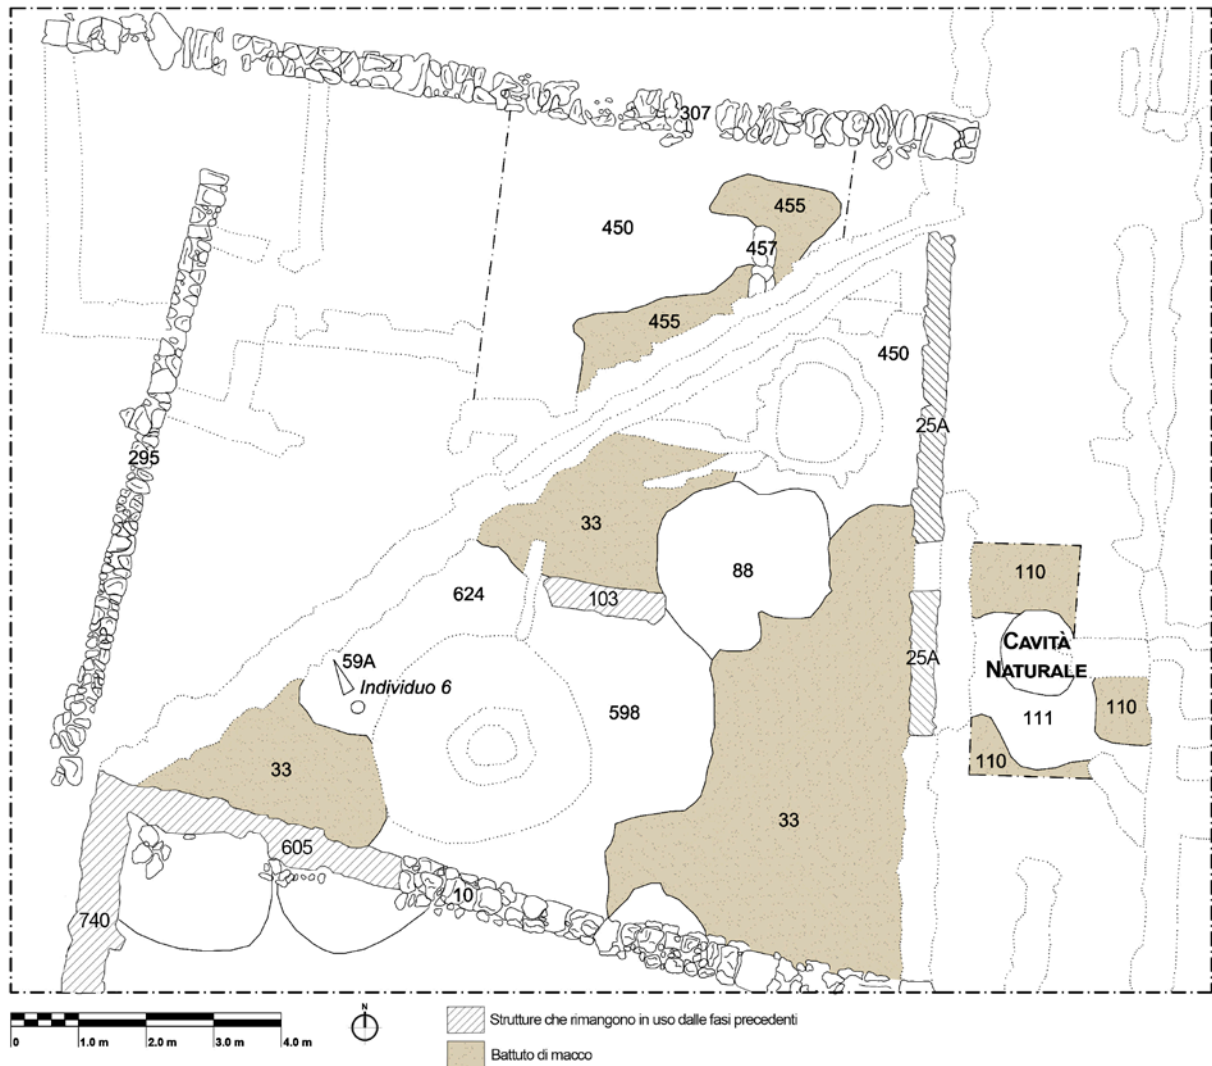 307
455
450
457
455
450
25A
295
33
88
110
624
103
CAVITÀ
NATURALE
59A
25A
Individuo 6
598
110
111
110
33
33
605
10
740
N
0 1.0 m 2.0 m 3.0 m 4.0 m
Strutture che rimangono in uso dalle fasi precedenti
Battuto di macco